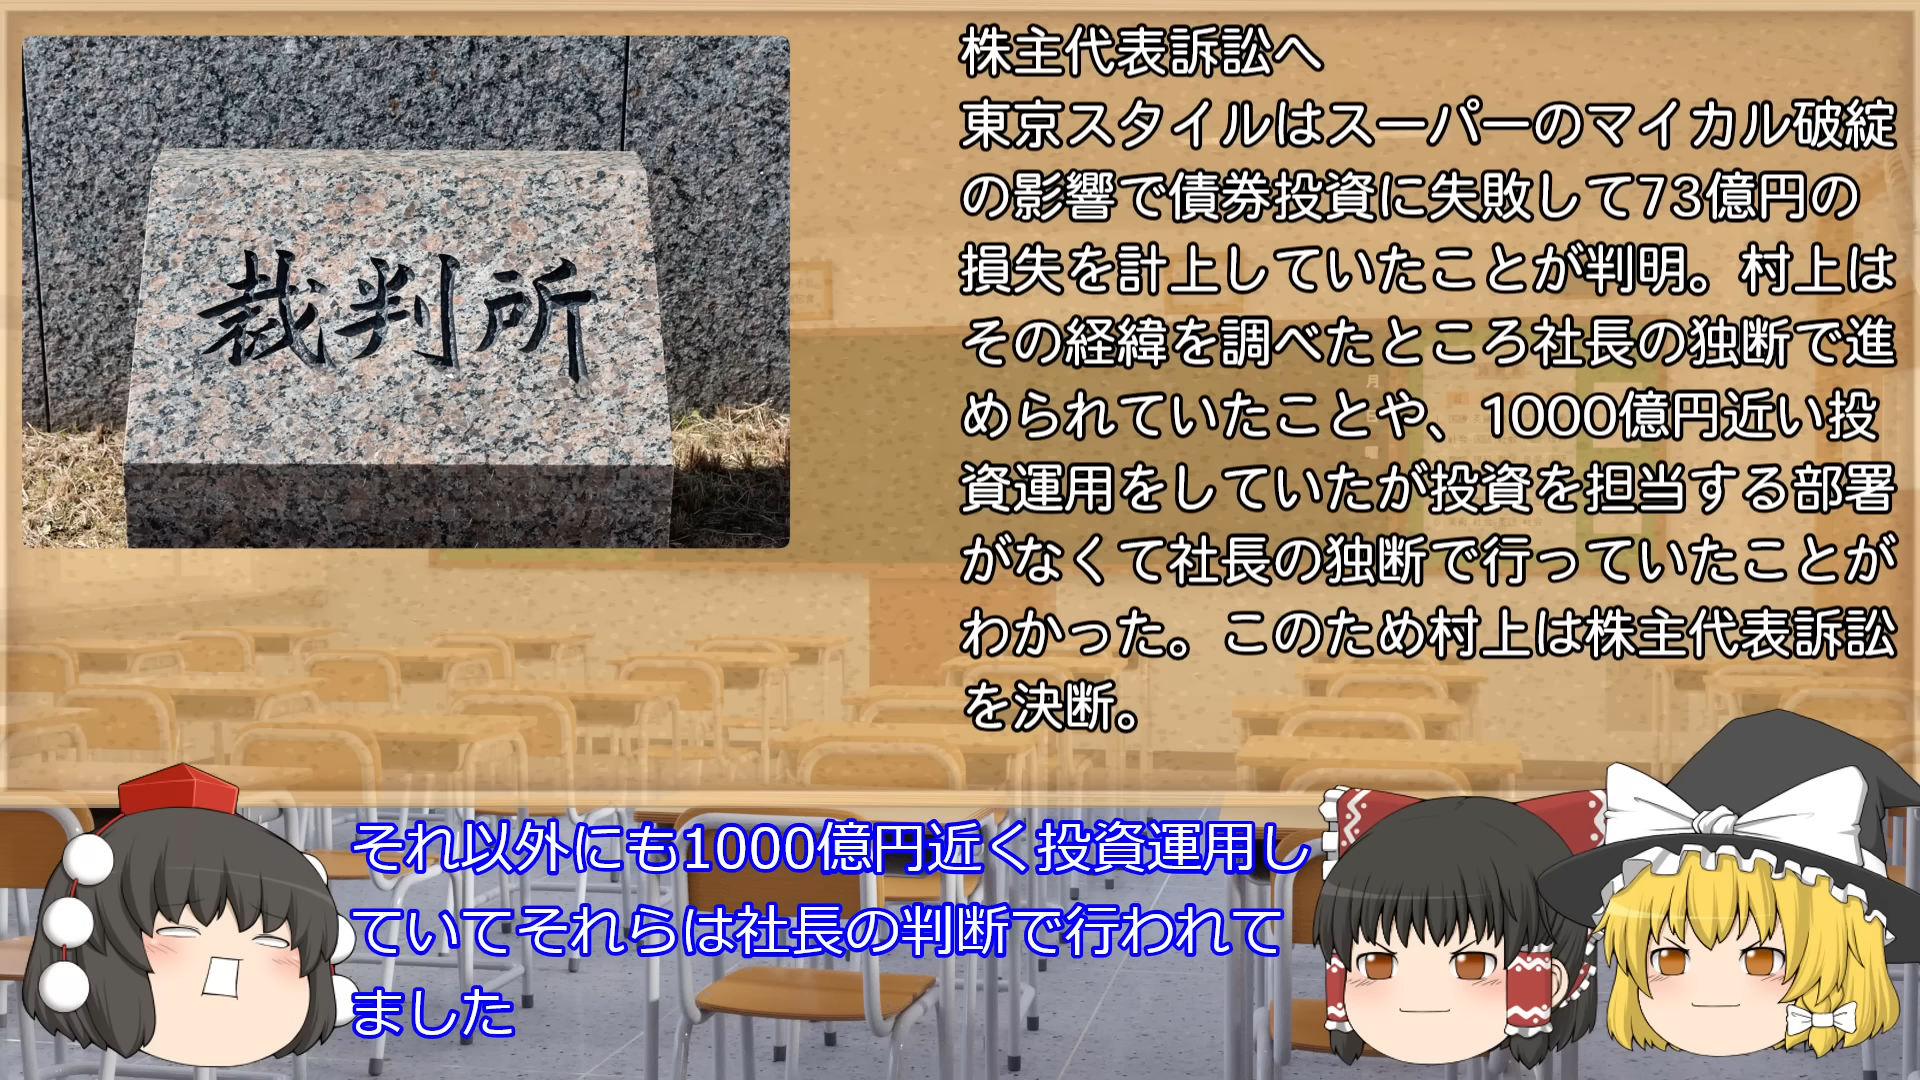 裁判所
株主代表訴訟へ
東京スタイルはスーパーのマイカル破綻
の影響で債券投資に失敗して73億円の
損失を計上していたことが判明。村上は
その経緯を調べたところ社長の独断で進
められていたことや、1000億円近い投
資運用をしていたが投資を担当する部署
がなくて社長の独断で行っていたことが
わかった。このため村上は株主代表訴訟
を決断。
それ以外にも1000億円近く投資運用し
ていてそれらは社長の判断で行われて
ました